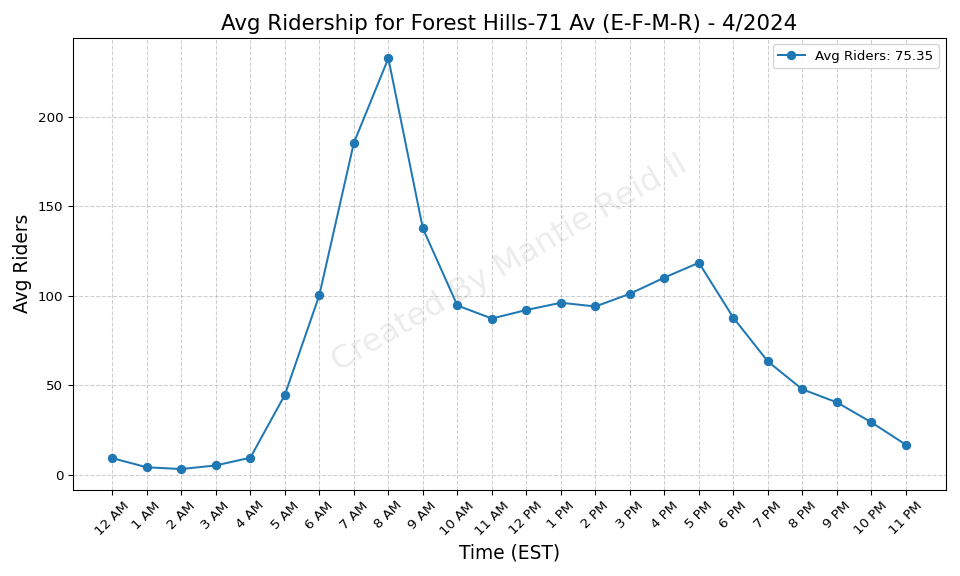 Avg Ridership for Forest Hills-71 Av (E-F-M-R) - 4/2024
Avg Riders: 75.35
Avg Riders
200
150
100
50
0
Created By Mantie Reid II
12 AM
1 AM
2 AM
3 AM
4 AM
5 AM
6 AM
7 AM
8 AM
9 AM
10 AM
11 AM
12 PM
1 PM
2 PM
3 PM
4 PM
5 PM
6 PM
7 PM
8 PM
9 PM
10 PM
11 PM
Time (EST)